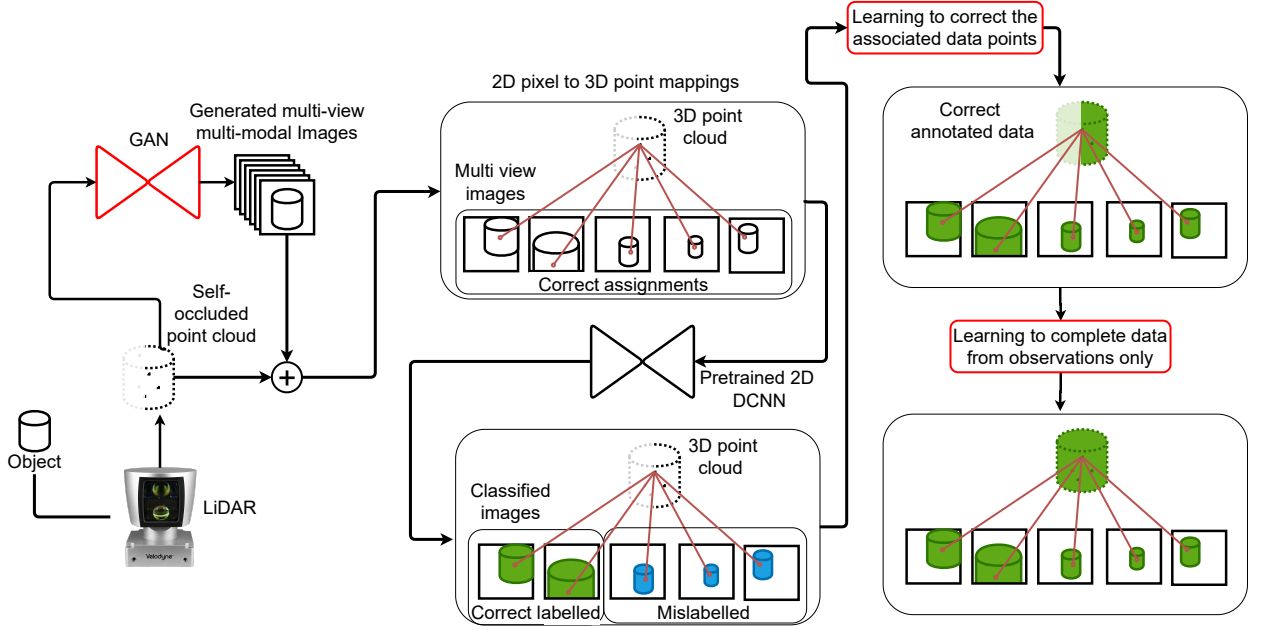 Learning to correct the
associated data points
2D pixel to 3D point mappings
Generated multi-view
multi-modal Images
GAN
3D point
cloud
Multi view
images
Correct assignments
Correct
annotated data
Self-
occluded
point cloud
Learning to complete data
from observations only
Pretrained 2D
DCNN
Object
LiDAR
Velodyne
3D point
cloud
Classified
images
Correct labelled
Mislabelled